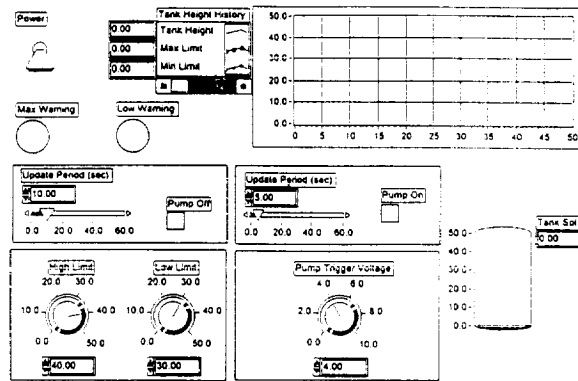 Power
Tank Height History
0.00 Tank Height
0.00 Max Limit
0.00 Min Limit
50.0
40.0
30.0
20.0
10.0
0.0
0 5 10 15 20 25 30 35 40 45 50
Max Warning Low Warning
Update Period (sec)
10.00
Pump Off
0.0 20.0 40.0 60.0
Update Period (sec)
5.00
Pump On
0.0 20.0 40.0 60.0
Tank
0.00
50.0
40.0
30.0
20.0
10.0
0.0
High Limit
20.0 30.0
10.0 40.0
0.0 50.0
40.00
Low Limit
20.0 30.0
10.0 40.0
0.0 50.0
30.00
Pump Trigger Voltage
4.0 6.0
2.0 8.0
0.0 10.0
4.00